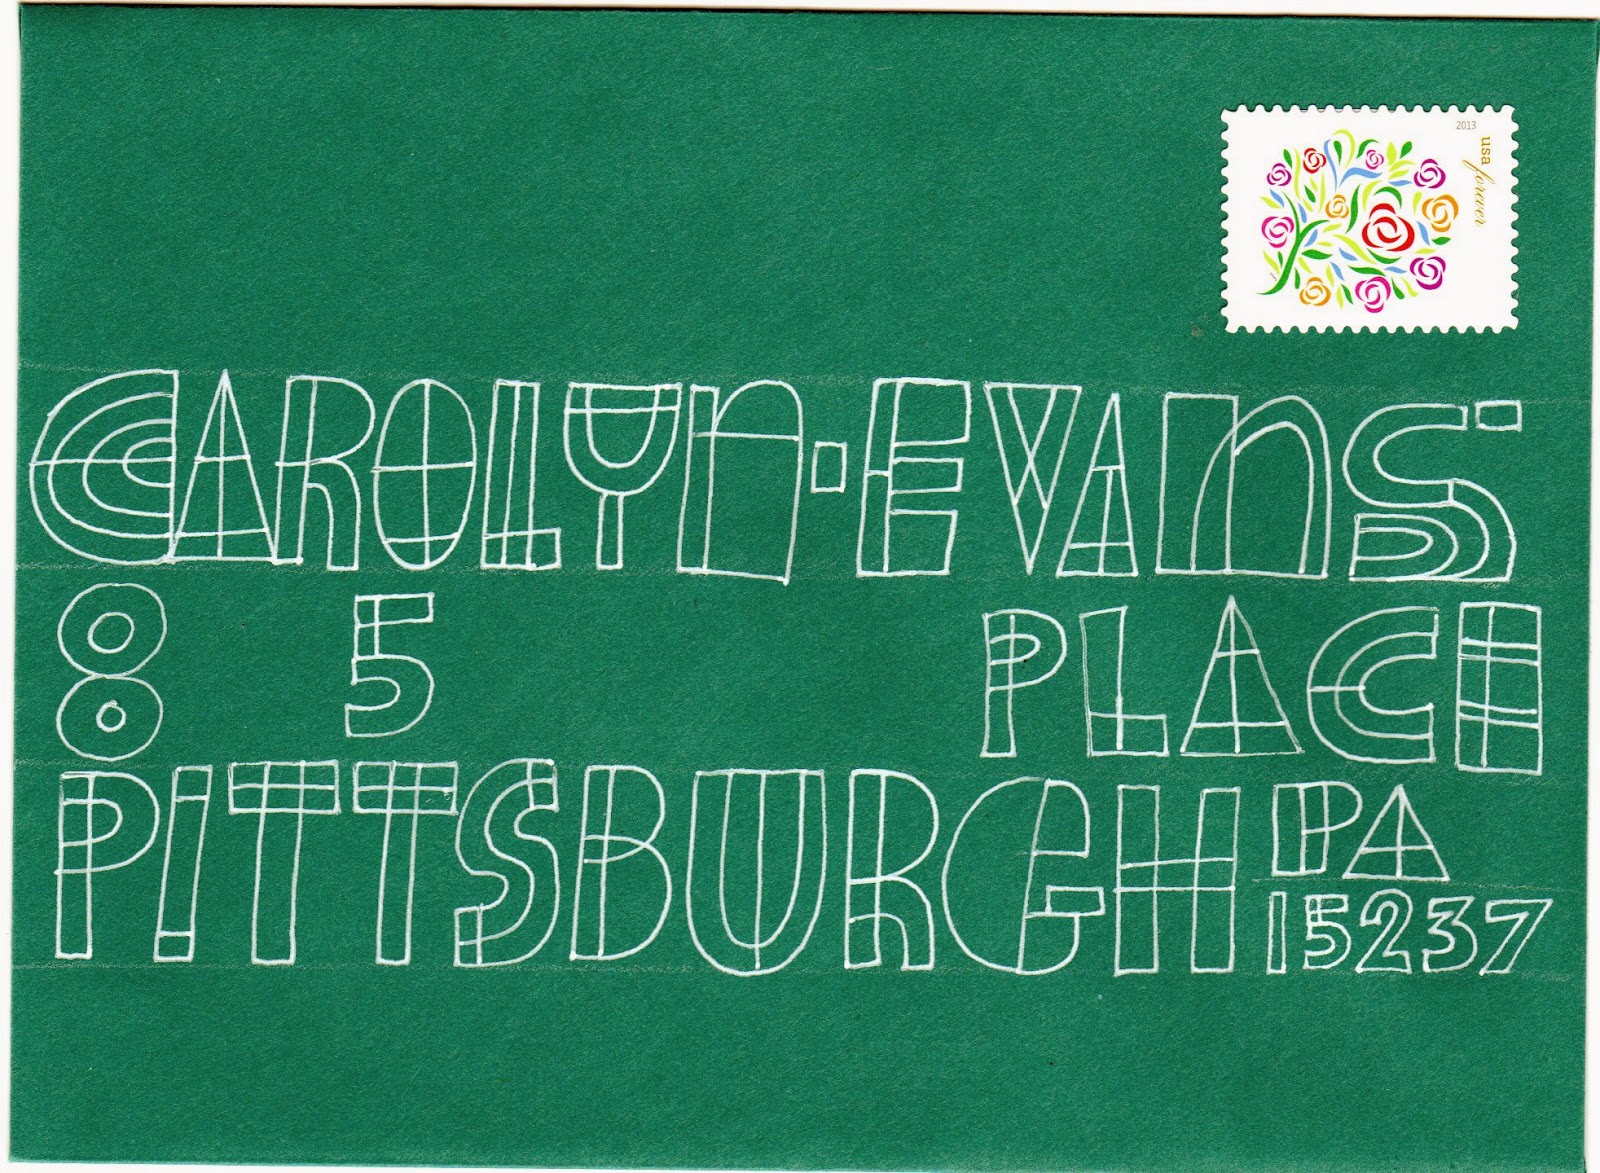 2013
usa forever
CAROLYN·EVANS·
8 5 PLACE
PITTSBURGH PA
15237